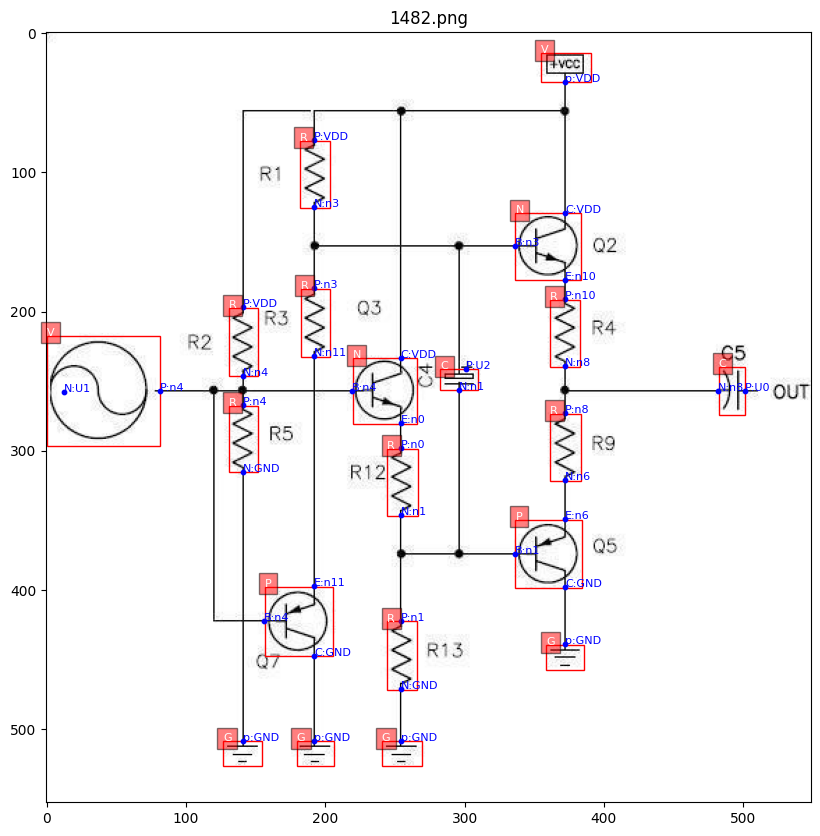 1482.png
0
V
+VCC
p:VDD
100
R
P:VDD
R1
N:n3
N
C:VDD
B:n3
Q2
E:n10
200
R
P:n3
R
P:VDD
R3
Q3
R
P:n10
R2
R4
V
N:n11
N
C:VDD
C4
C
P:U2
N:n8
C5
C
N:n4
N:U1
P:n4
B:n4
N:n1
N:n8
P:U0
OUT
R
P:n4
R
P:n8
E:n0
R5
R9
300
R
P:n0
N:GND
R12
N:n6
N:n1
P
E:n6
B:n1
Q5
C:GND
400
P
E:n11
B:n4
R
P:n1
R13
G
p:GND
C:GND
Q7
N:GND
500
G
p:GND
G
p:GND
G
p:GND
0
100
200
300
400
500